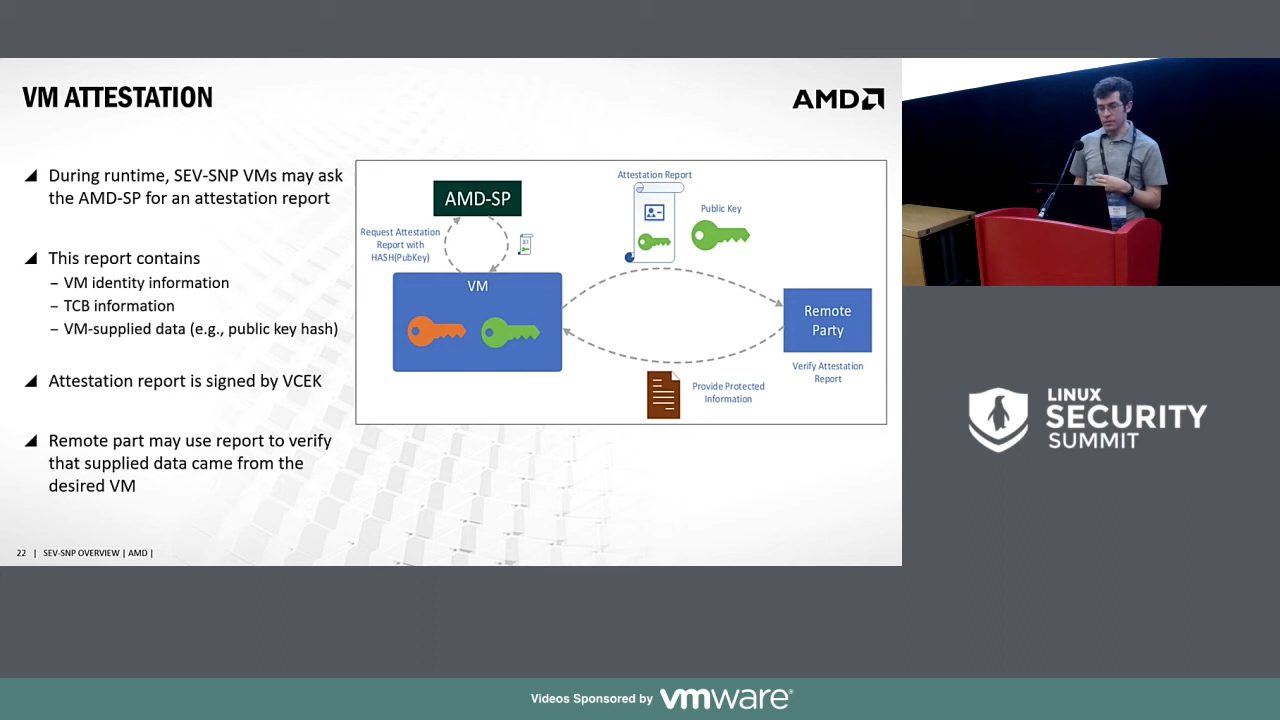 VM ATTESTATION
AMD
During runtime, SEV-SNP VMs may ask
the AMD-SP for an attestation report
This report contains
– VM identity information
– TCB information
– VM-supplied data (e.g., public key hash)
Attestation report is signed by VCEK
Remote part may use report to verify
that supplied data came from the
desired VM
AMD-SP
Request Attestation
Report with
HASH(PubKey)
VM
Attestation Report
Public Key
Remote
Party
Verify Attestation
Report
Provide Protected
Information
22 | SEV-SNP OVERVIEW | AMD |
LINUX
SECURITY
SUMMIT
Videos Sponsored by vmware®